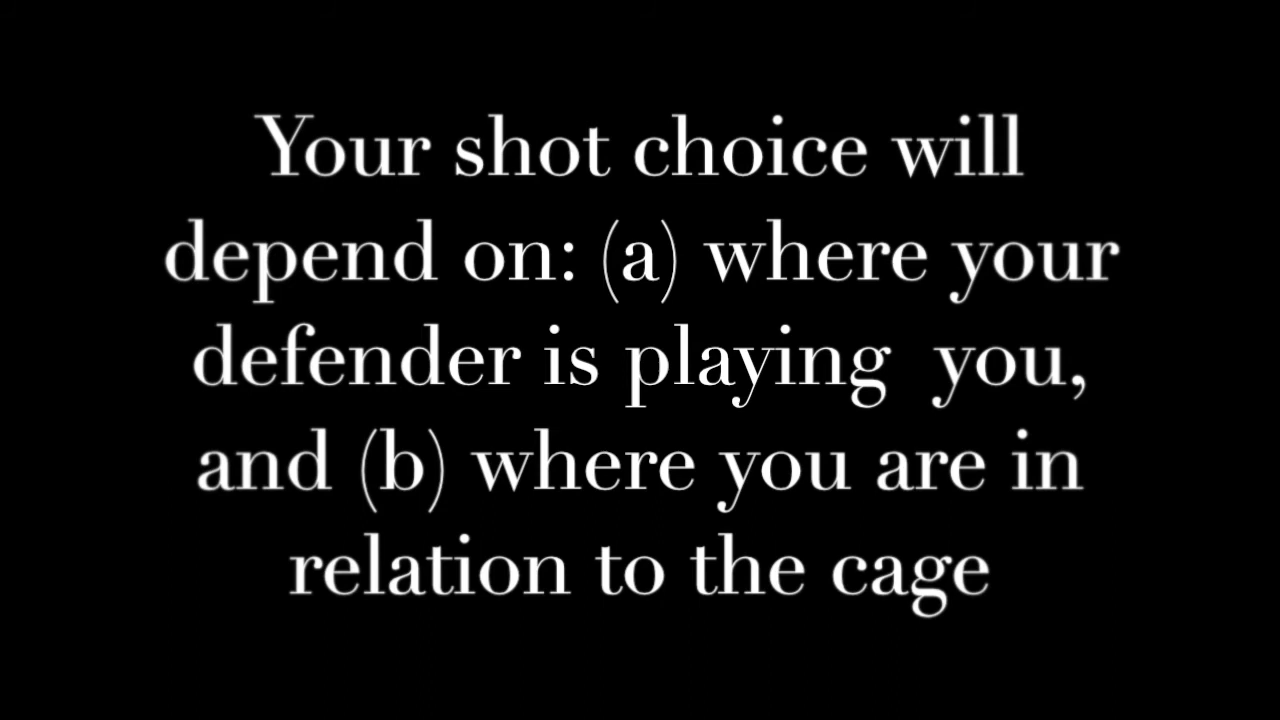 Your shot choice will
depend on: (a) where your
defender is playing  you,
and (b) where you are in
relation to the cage